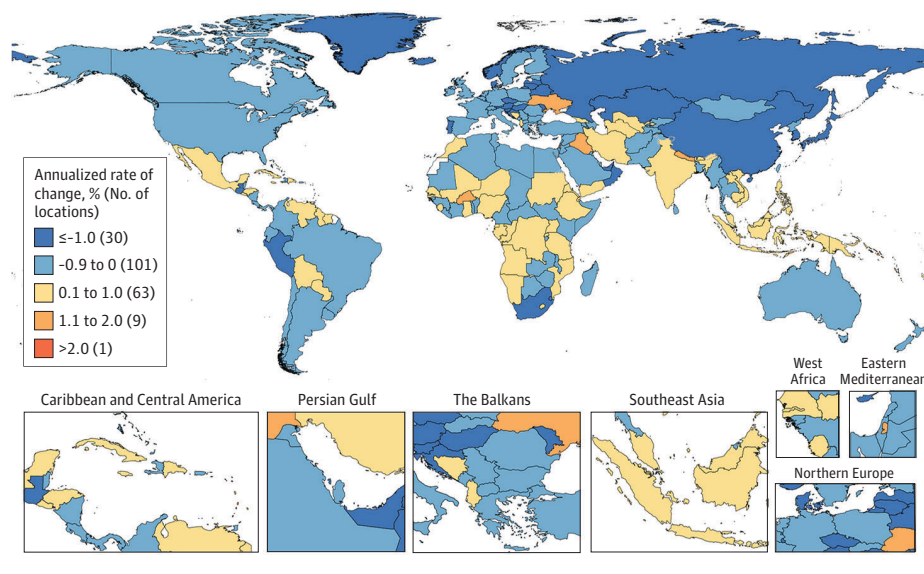 Annualized rate of
change, % (No. of
locations)
≤-1.0 (30)
-0.9 to 0 (101)
0.1 to 1.0 (63)
1.1 to 2.0 (9)
>2.0 (1)
Caribbean and Central America
Persian Gulf
The Balkans
Southeast Asia
West
Africa
Eastern
Mediterranean
Northern Europe